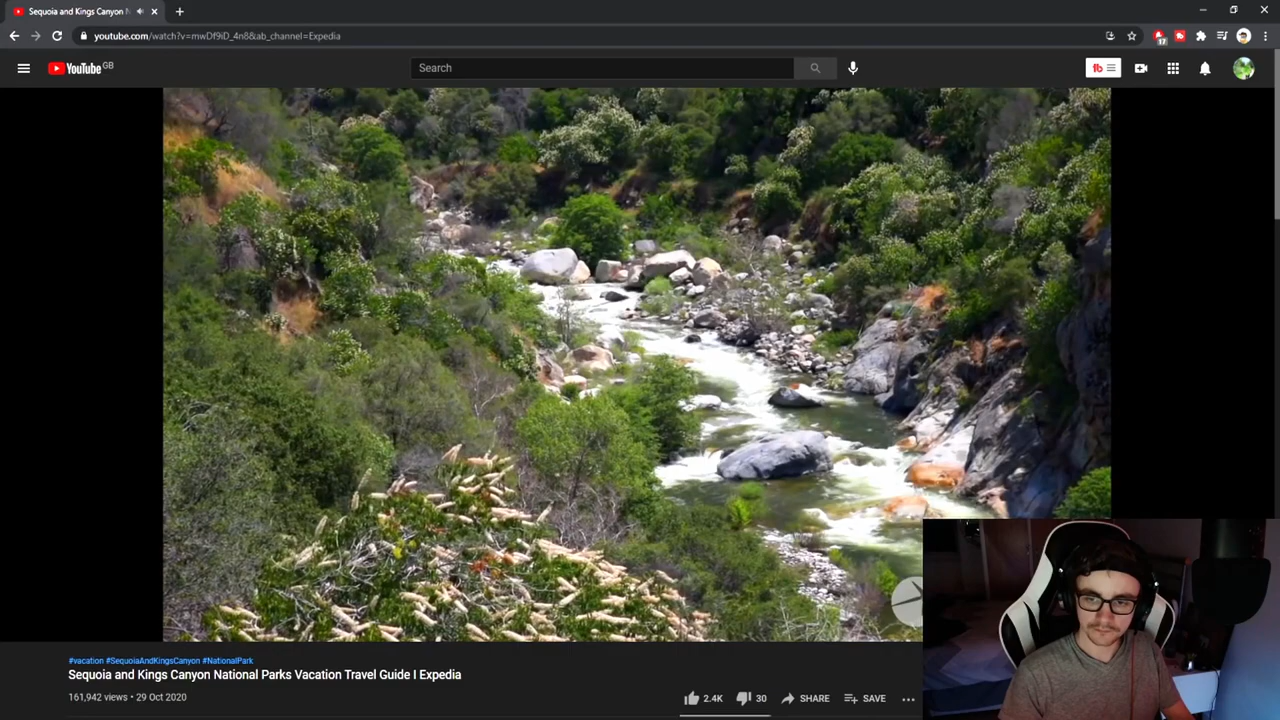 Sequoia and Kings Canyon N
youtube.com/watch?v=mwDf9iD_4n8&ab_channel=Expedia
17
YouTube GB
Search
#vacation #SequoiaAndKingsCanyon #NationalPark
Sequoia and Kings Canyon National Parks Vacation Travel Guide I Expedia
161,942 views • 29 Oct 2020
2.4K 30 SHARE SAVE